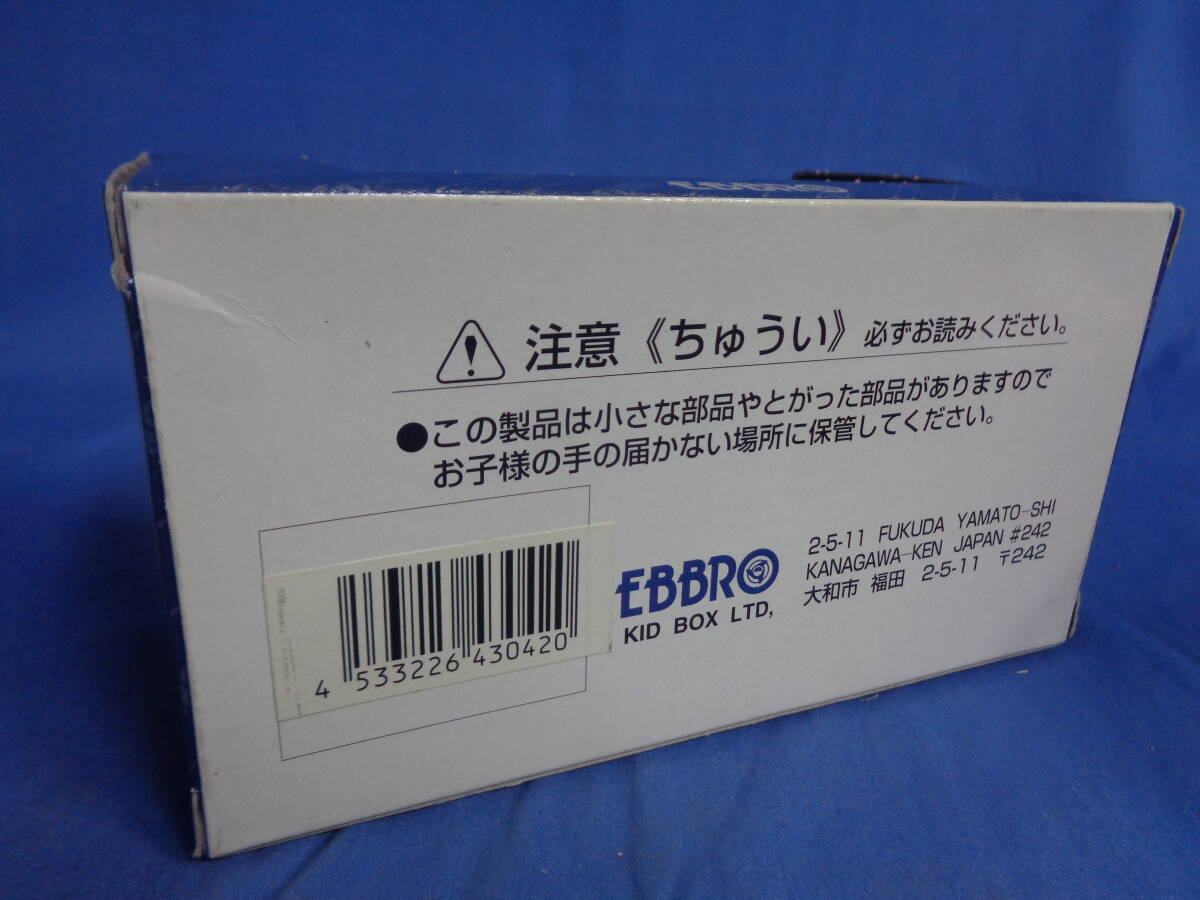 EBBRO
注意《ちゅうい》必ずお読みください。
●この製品は小さな部品やとがった部品がありますので
お子様の手の届かない場所に保管してください。
4 533226 430420
EBBRO
KID BOX LTD,
2-5-11 FUKUDA YAMATO-SHI
KANAGAWA-KEN JAPAN #242
大和市 福田 2-5-11 〒242